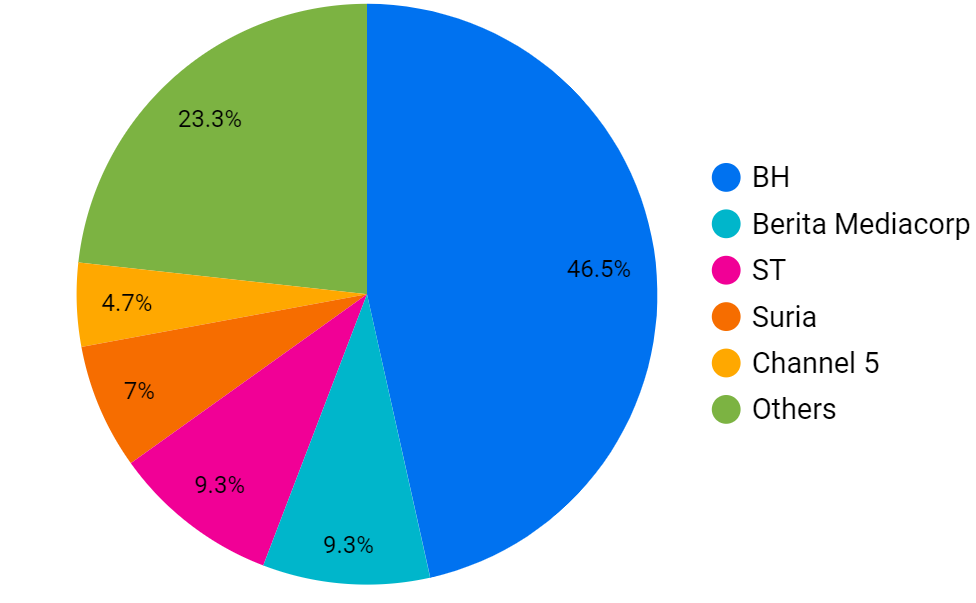 23.3%
46.5%
4.7%
7%
9.3%
9.3%
BH
Berita Mediacorp
ST
Suria
Channel 5
Others